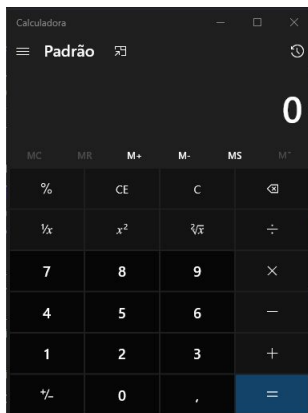 Calculadora
Padrão
0
MC MR M+ M- MS M˅
% CE C
¹/x x² ²√x ÷
7 8 9 ×
4 5 6 −
1 2 3 +
+/- 0 , =